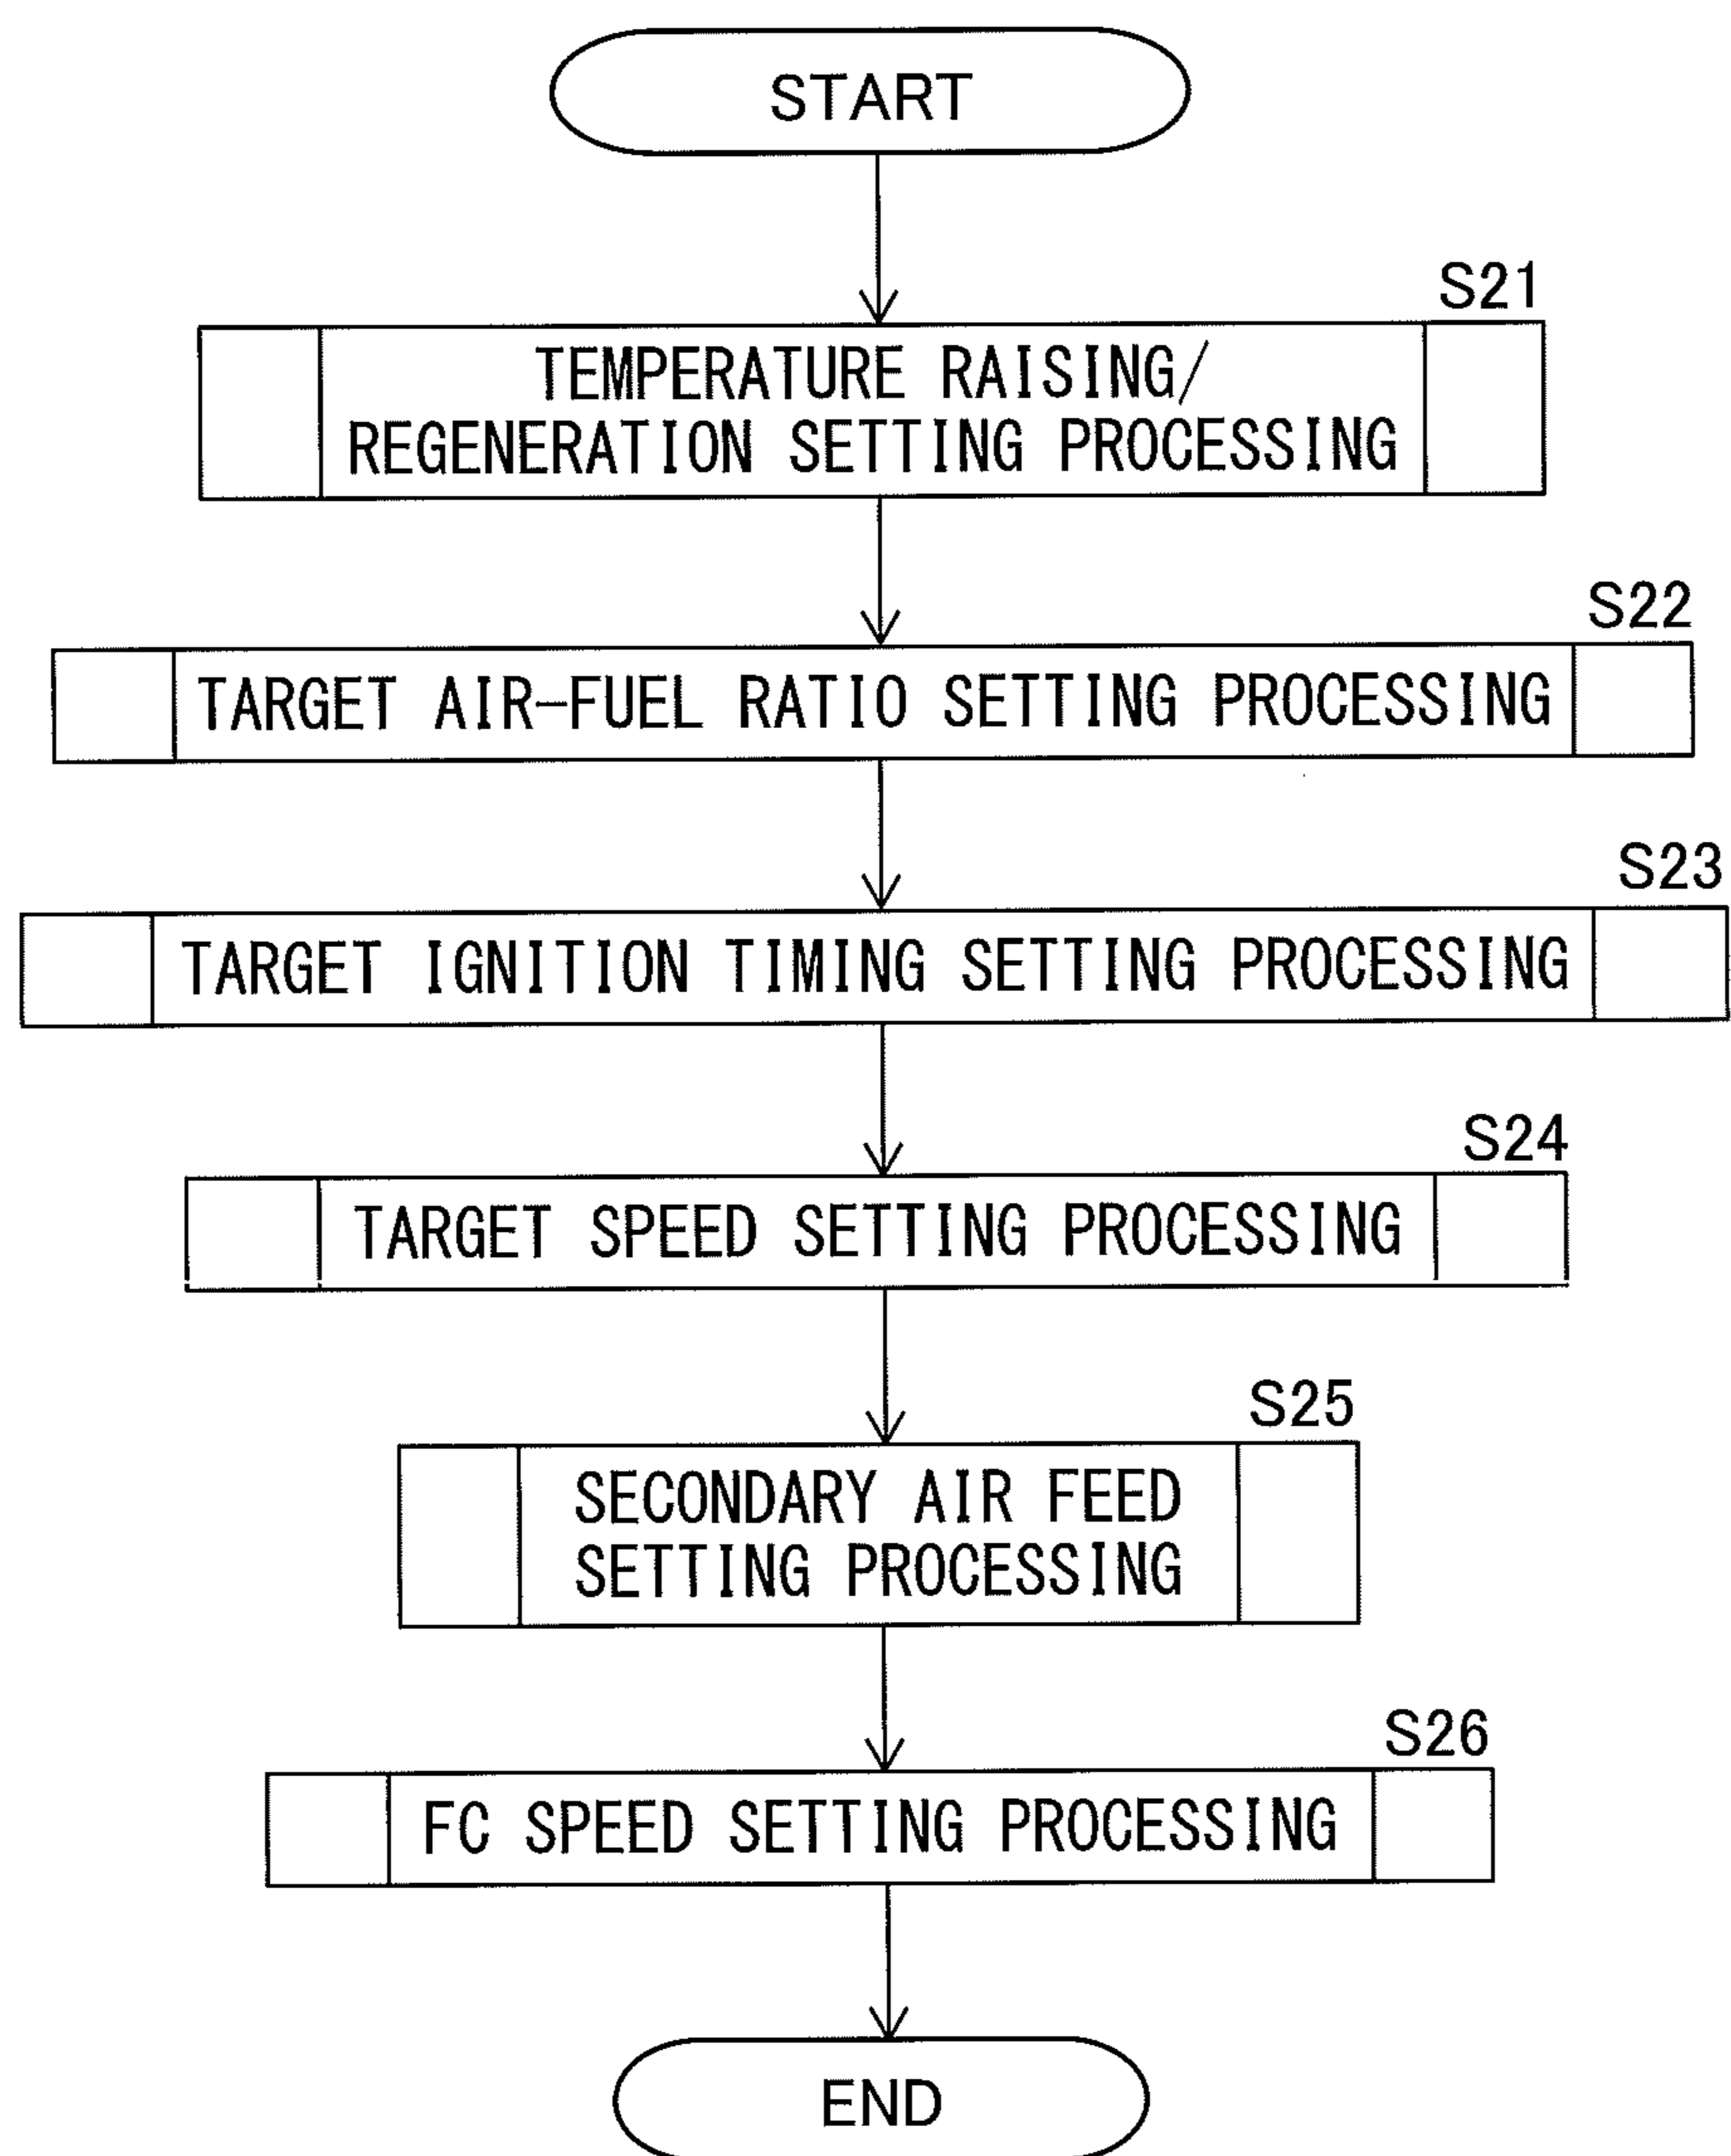 START
S21
TEMPERATURE RAISING/
REGENERATION SETTING PROCESSING
S22
TARGET AIR-FUEL RATIO SETTING PROCESSING
S23
TARGET IGNITION TIMING SETTING PROCESSING
S24
TARGET SPEED SETTING PROCESSING
S25
SECONDARY AIR FEED
SETTING PROCESSING
S26
FC SPEED SETTING PROCESSING
END